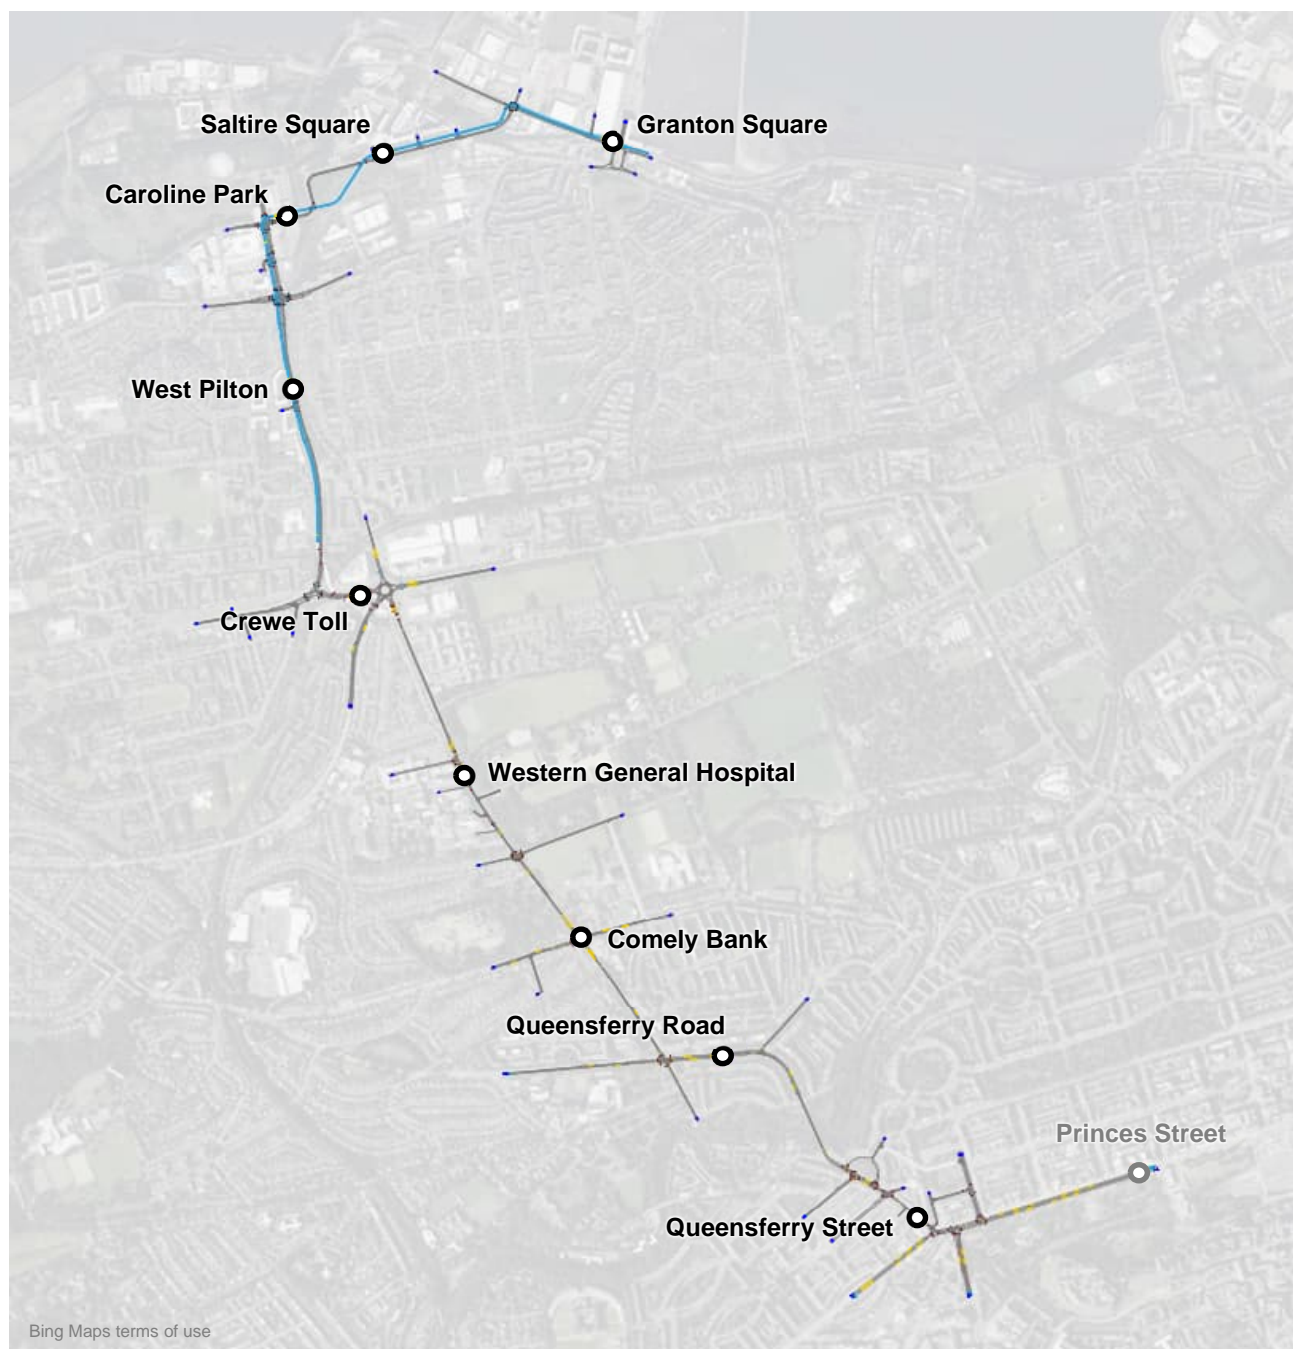 Saltire Square
Granton Square
Caroline Park
West Pilton
Crewe Toll
Western General Hospital
Comely Bank
Queensferry Road
Princes Street
Queensferry Street
Bing Maps terms of use